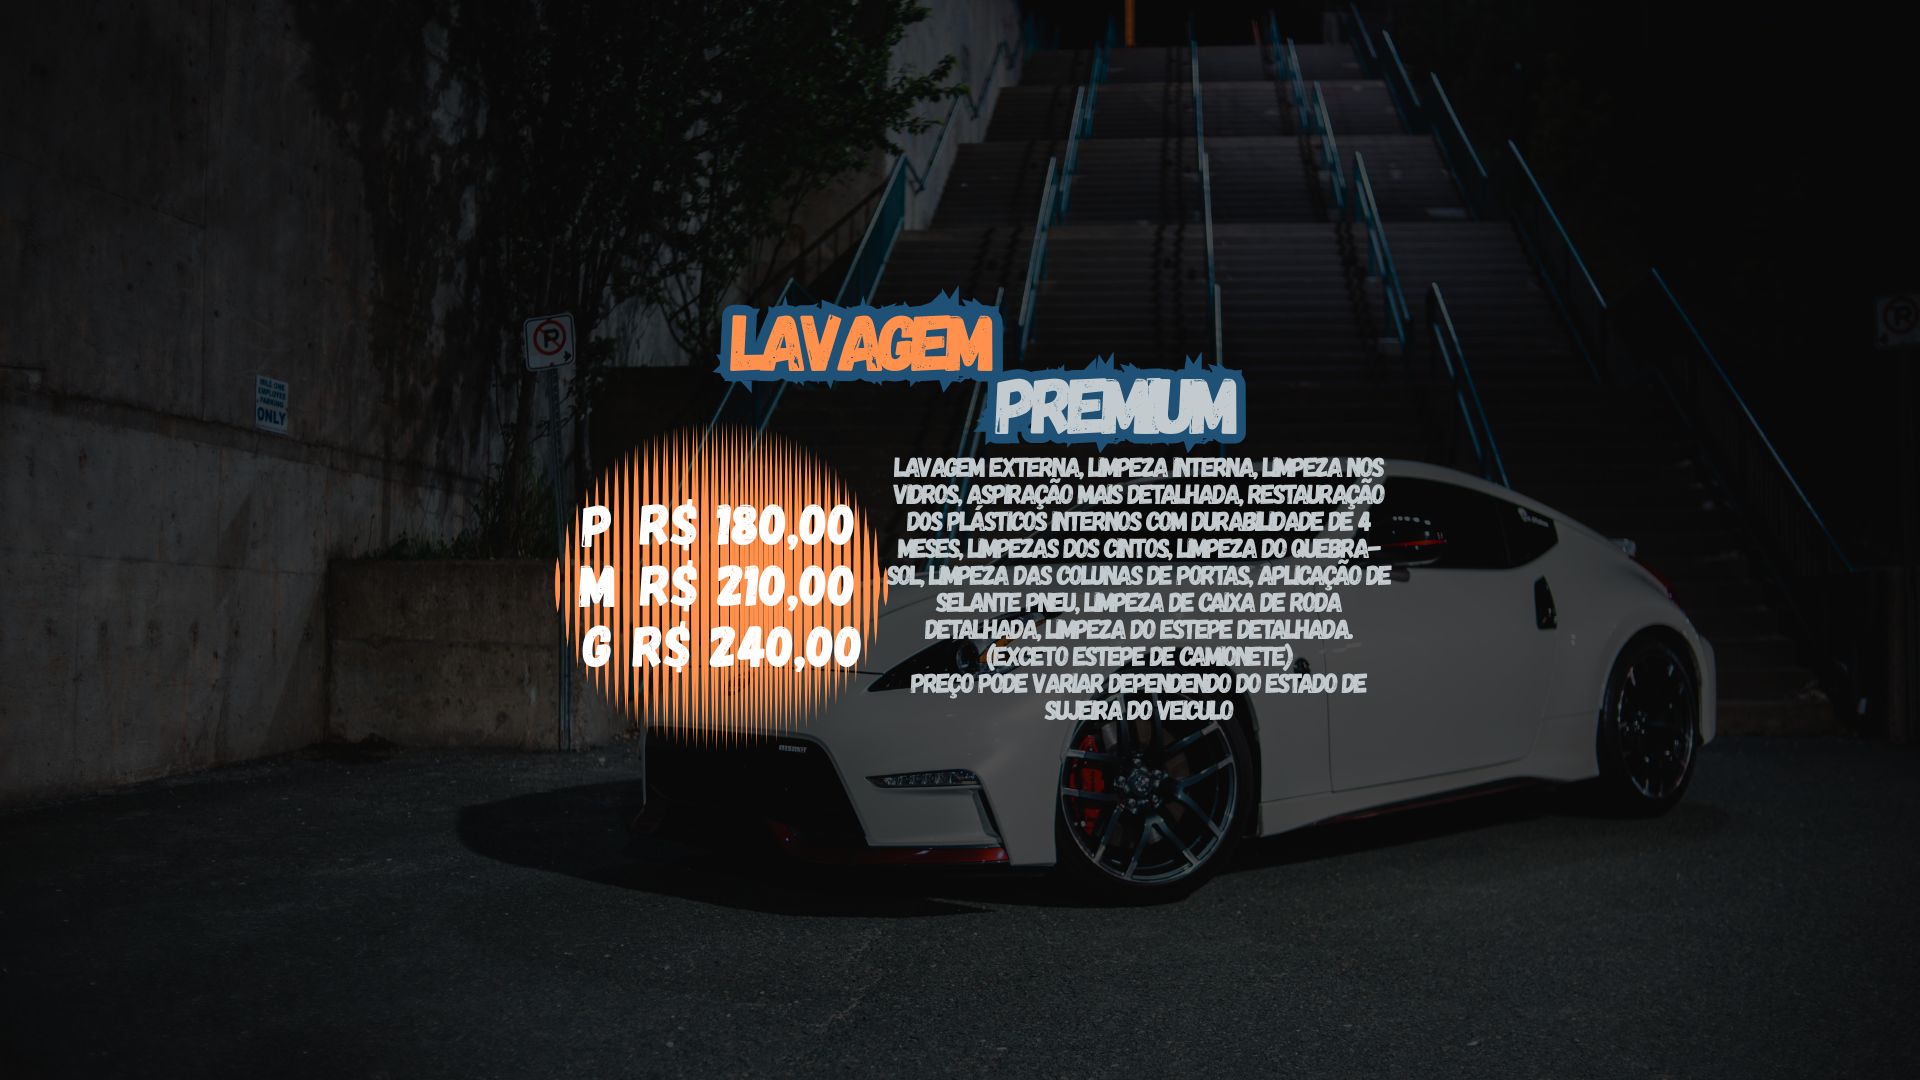 LAVAGEM
PREMIUM
P R$ 180,00
M R$ 210,00
G R$ 240,00
LAVAGEM EXTERNA, LIMPEZA INTERNA, LIMPEZA NOS
VIDROS, ASPIRAÇÃO MAIS DETALHADA, RESTAURAÇÃO
DOS PLÁSTICOS INTERNOS COM DURABILIDADE DE 4
MESES, LIMPEZAS DOS CINTOS, LIMPEZA DO QUEBRA-
SOL, LIMPEZA DAS COLUNAS DE PORTAS, APLICAÇÃO DE
SELANTE PNEU, LIMPEZA DE CAIXA DE RODA
DETALHADA, LIMPEZA DO ESTEPE DETALHADA.
(EXCETO ESTEPE DE CAMIONETE)
PREÇO PODE VARIAR DEPENDENDO DO ESTADO DE
SUJEIRA DO VEICULO
EMPLOYEE
PARKING
ONLY
nismo